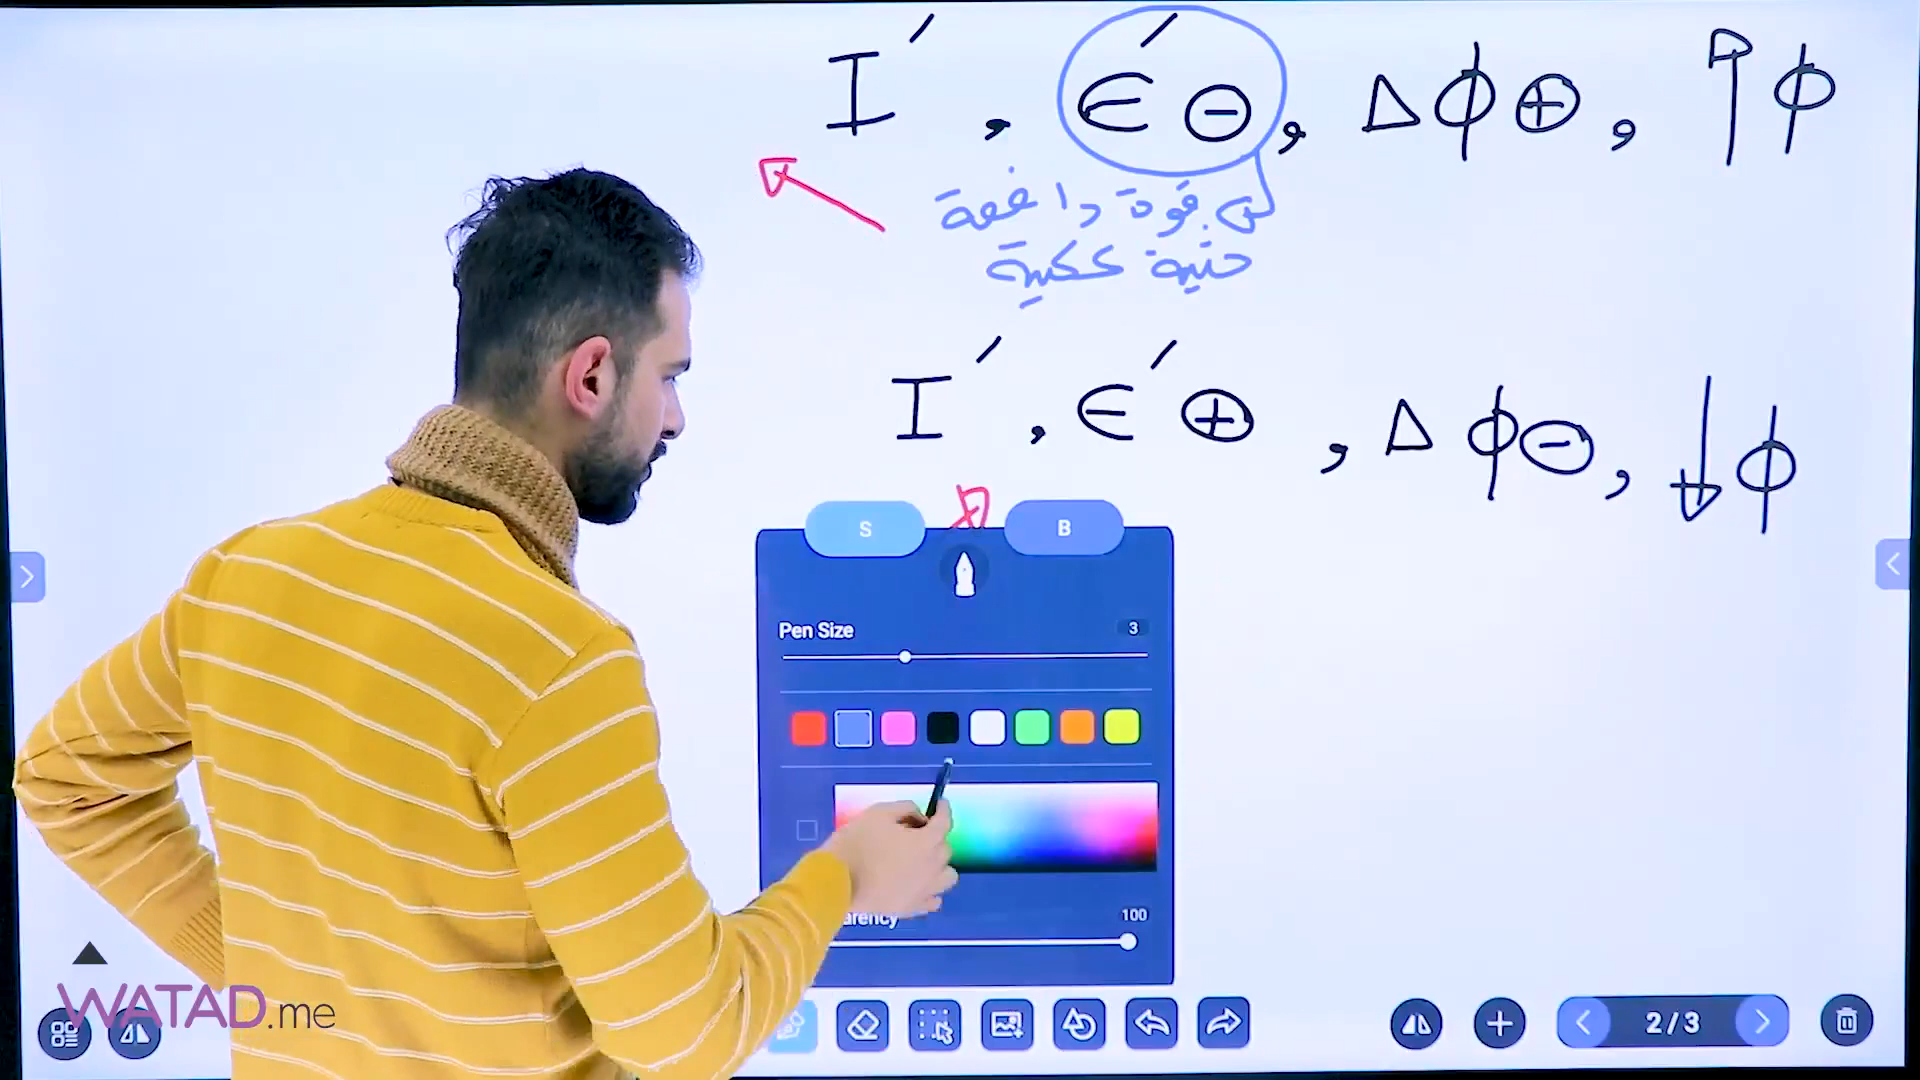 I′ , ϵ′ ⊖ , Δϕ ⊕ , ↑ϕ
قوة دافعة
حثية عكسية
I′ , ϵ′ ⊕ , Δϕ ⊖ , ↓ϕ
S B
Pen Size 3
arency 100
WATAD.me
2/3